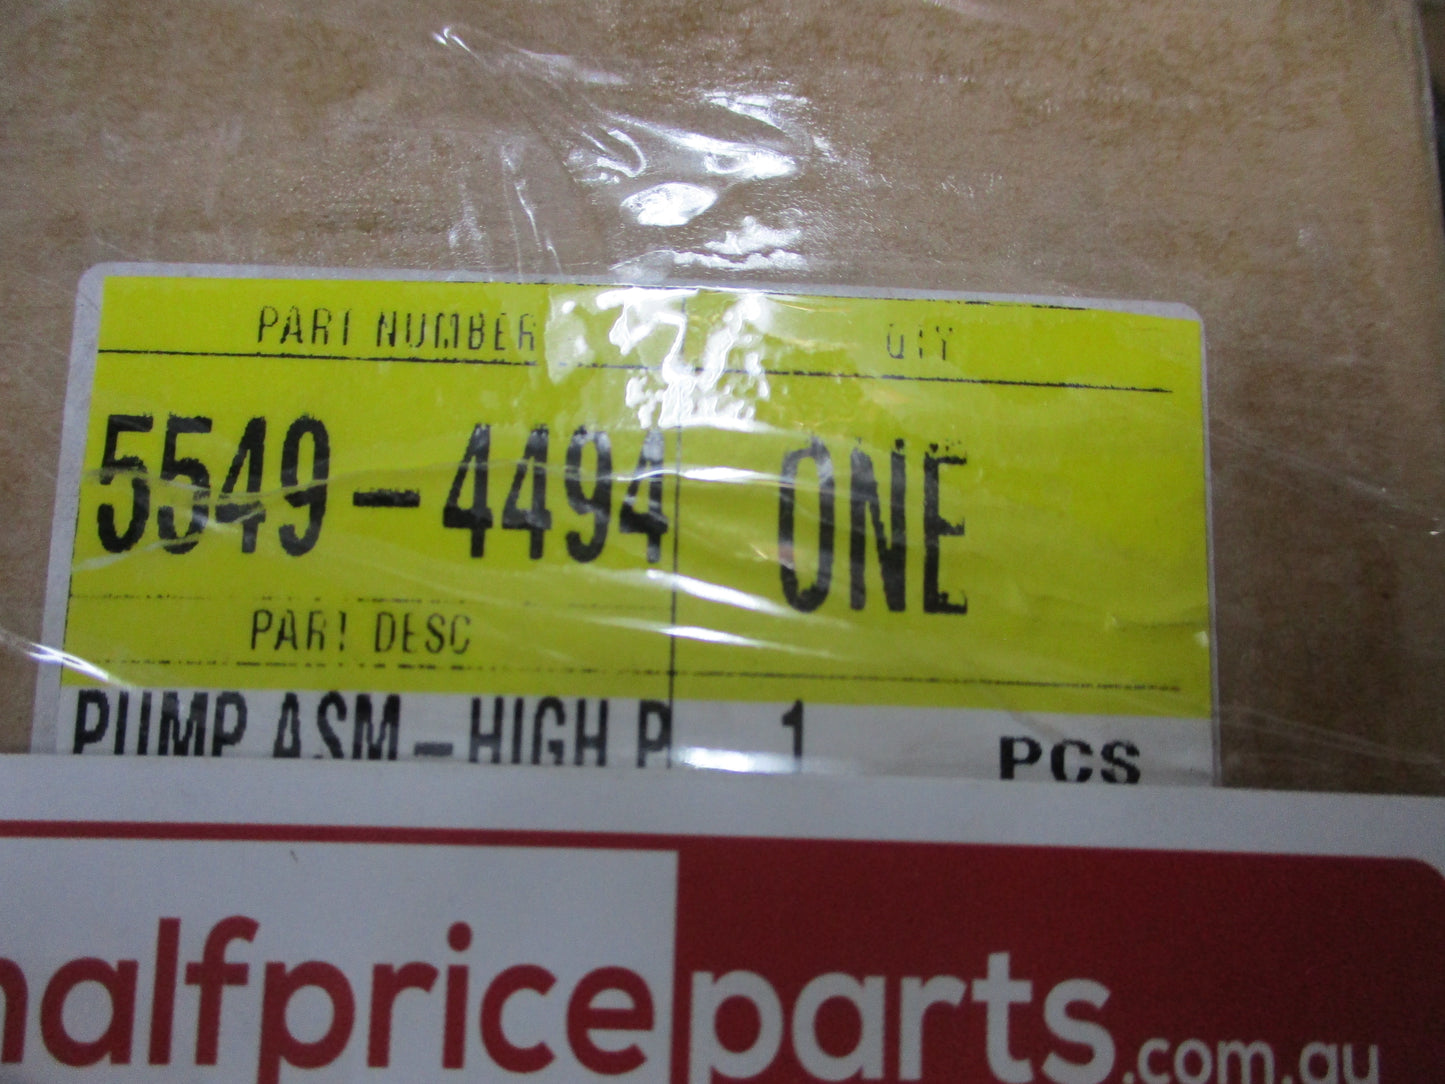 PART NUMBER QTY
5549-4494 ONE
PART DESC
PUMP ASM-HIGH P 1 PCS
halfpriceparts.com.au